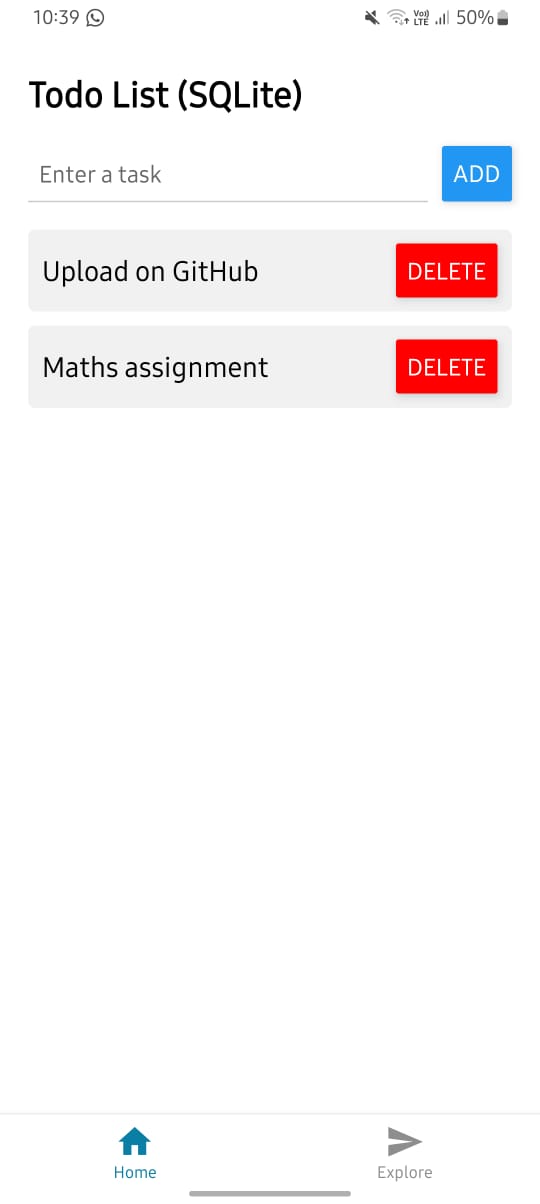 10:39 Vo)) LTE 50%
Todo List (SQLite)
Enter a task ADD
Upload on GitHub DELETE
Maths assignment DELETE
Home Explore